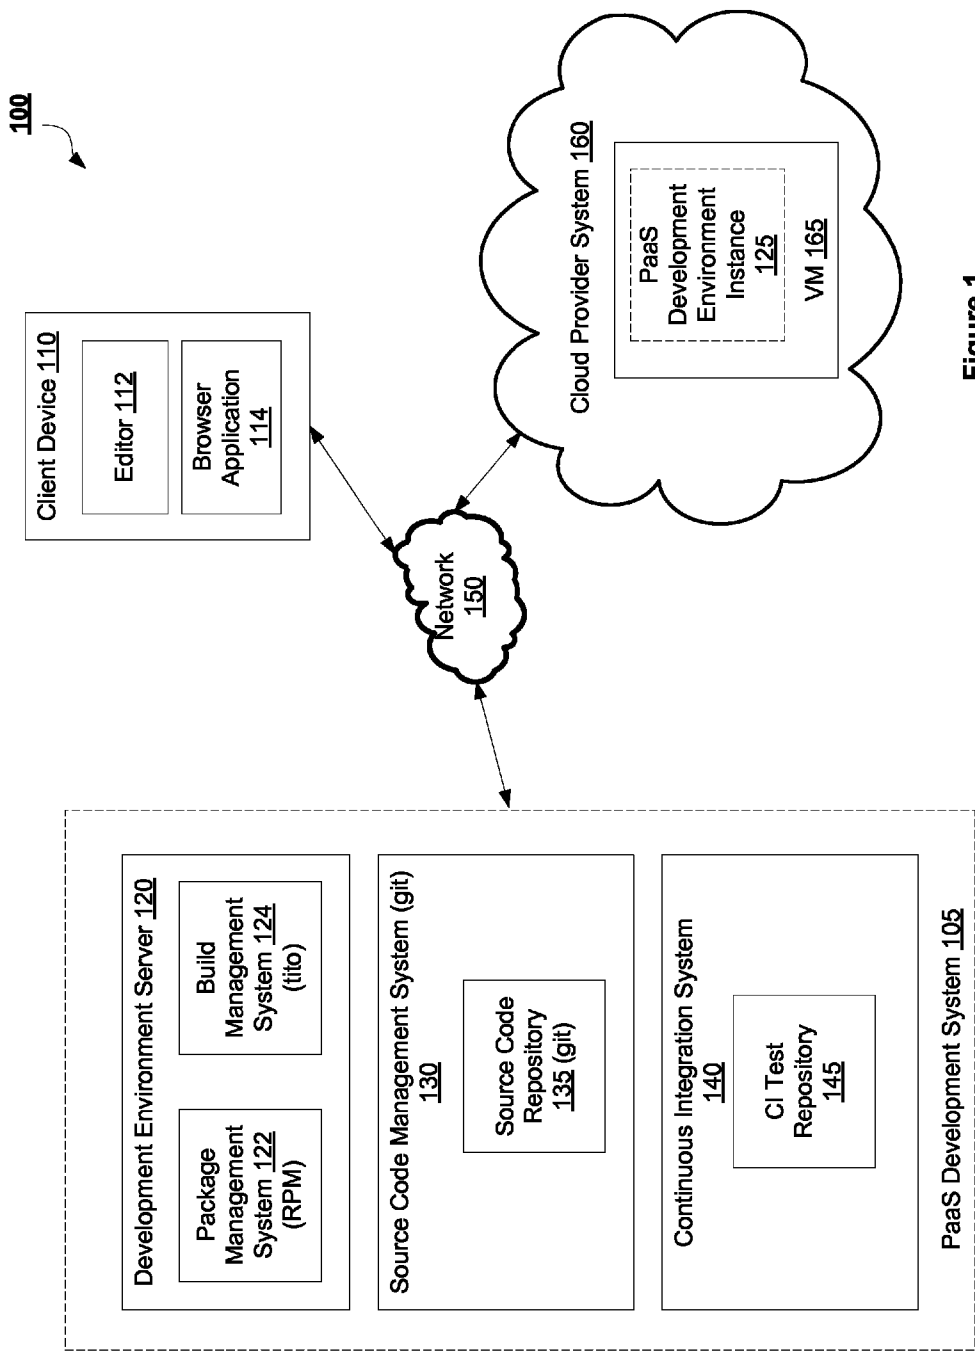 100
Client Device 110
Editor 112
Browser
Application
114
Network
150
Cloud Provider System 160
PaaS
Development
Environment
Instance
125
VM 165
Development Environment Server 120
Package
Management
System 122
(RPM)
Build
Management
System 124
(tito)
Source Code Management System (git)
130
Source Code
Repository
135 (git)
Continuous Integration System
140
CI Test
Repository
145
PaaS Development System 105
Figure 1